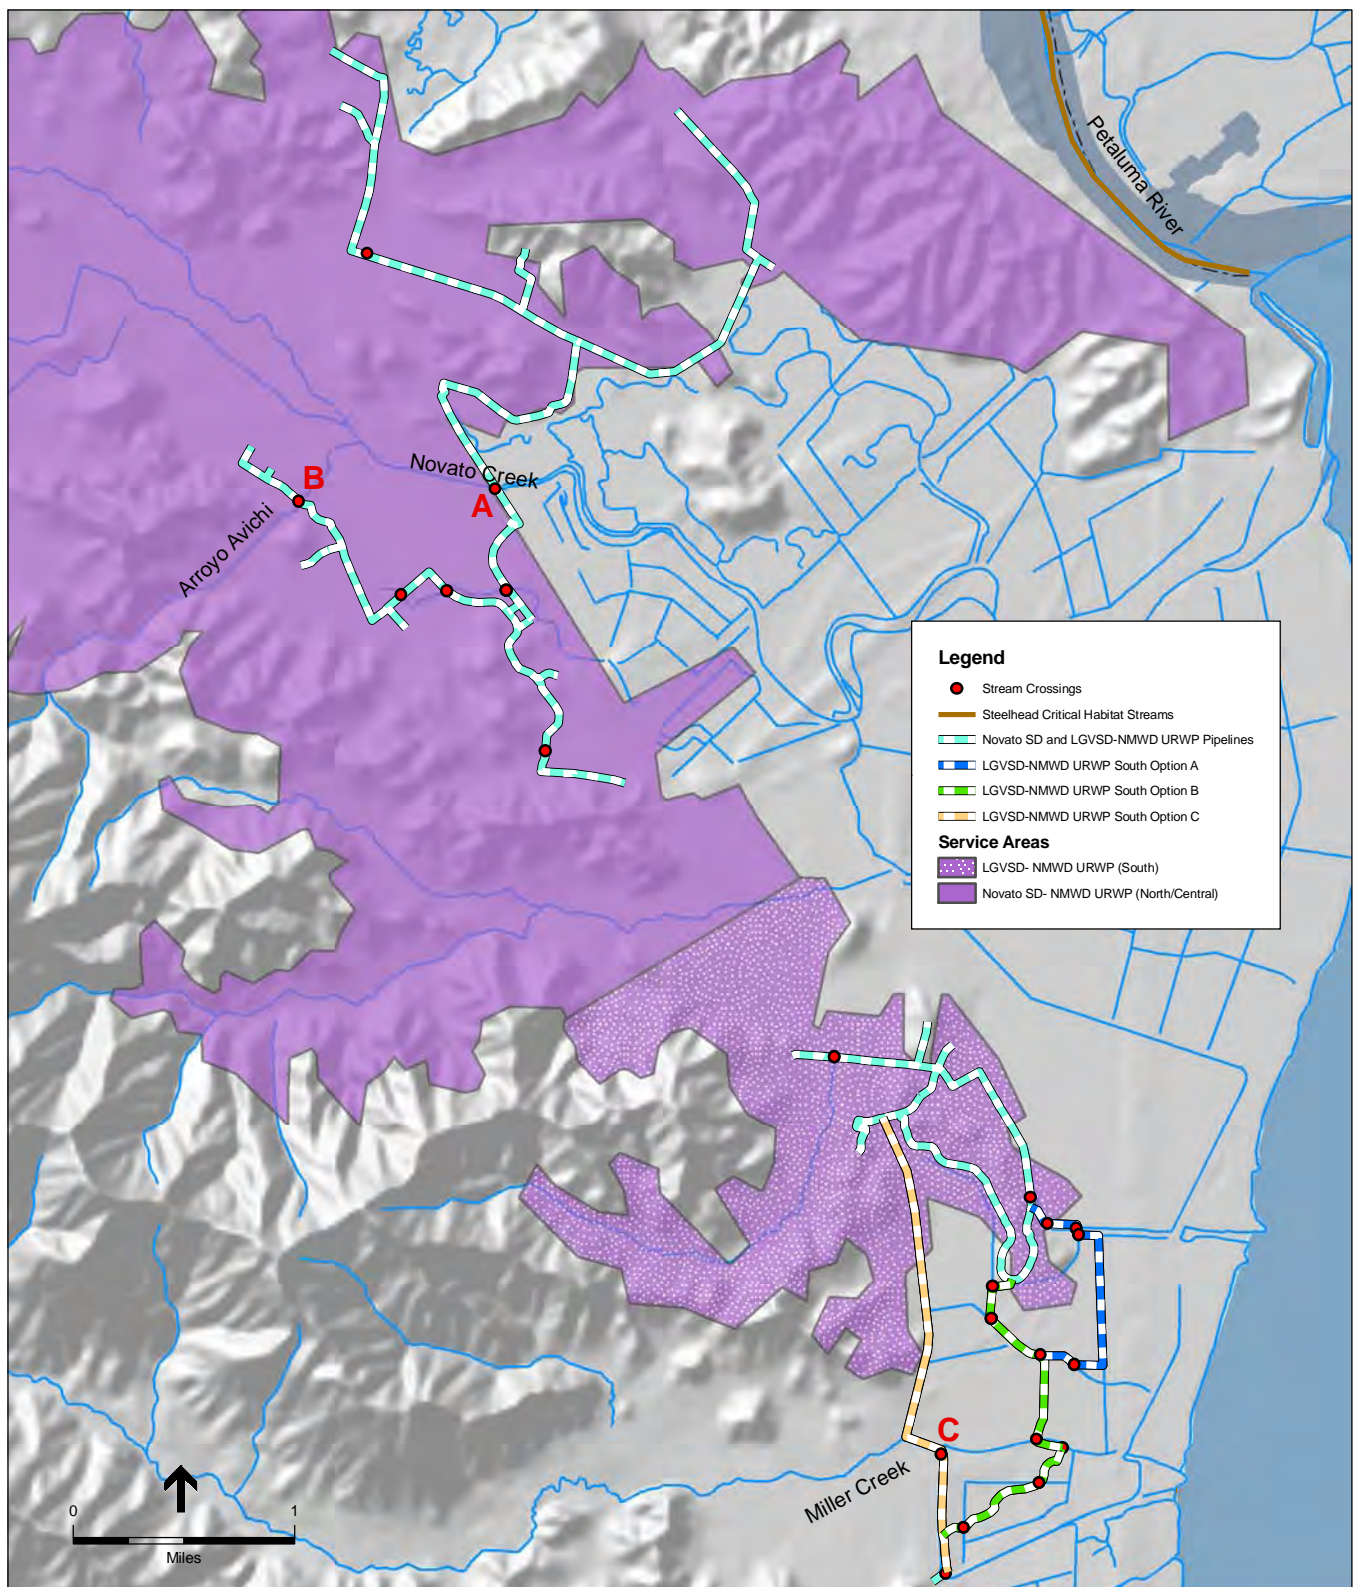 Petaluma River
Novato Creek
B
A
Arroyo Avichi
Legend
Stream Crossings
Steelhead Critical Habitat Streams
Novato SD and LGVSD-NMWD URWP Pipelines
LGVSD-NMWD URWP South Option A
LGVSD-NMWD URWP South Option B
LGVSD-NMWD URWP South Option C
Service Areas
LGVSD- NMWD URWP (South)
Novato SD- NMWD URWP (North/Central)
C
Miller Creek
0 1
Miles